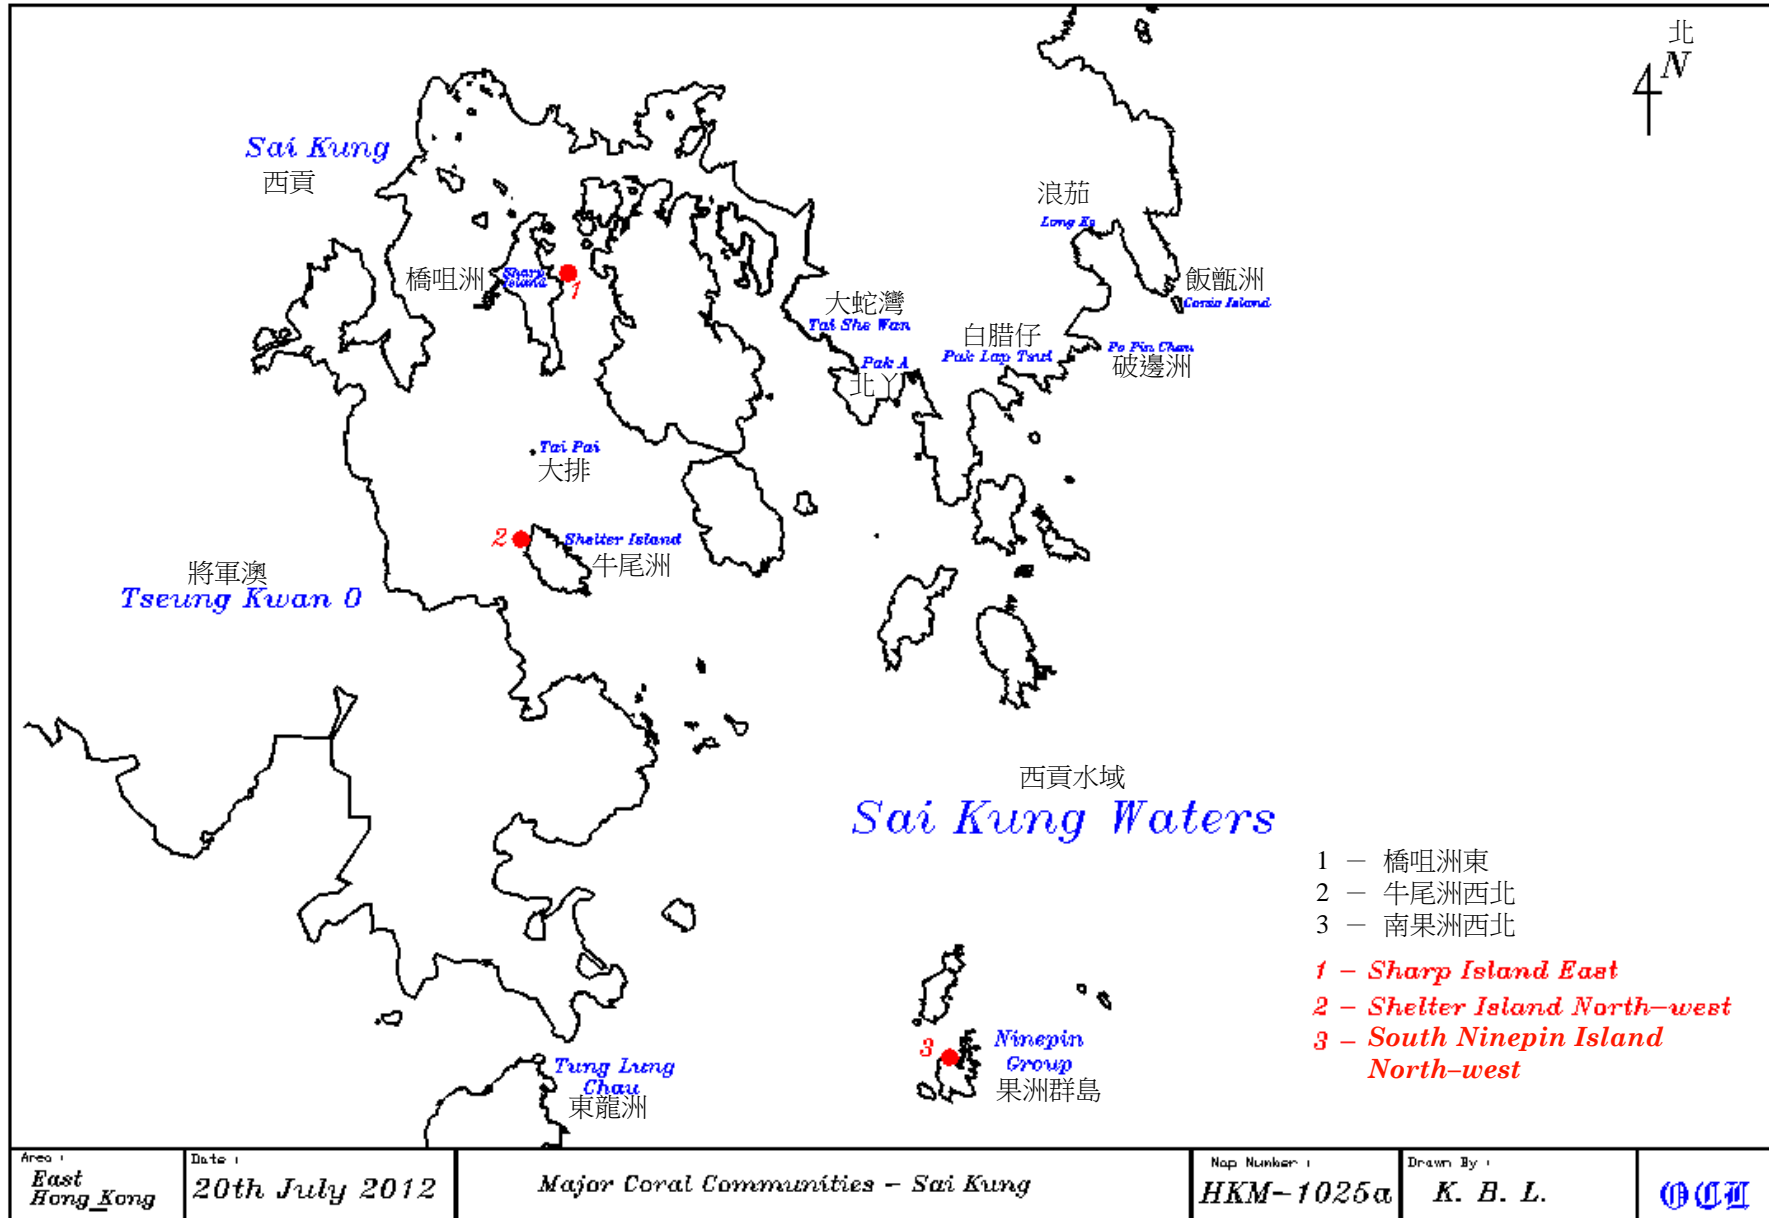 北
N
Sai Kung
西貢
浪茄
Long Ke
橋咀洲
Sharp
Island
1
飯甑洲
Conic Island
大蛇灣
Tai She Wan
白腊仔
Pak Lap Tsai
Po Pin Chau
破邊洲
Pak A
北丫
Tai Pai
大排
2
Shelter Island
牛尾洲
將軍澳
Tseung Kwan O
西貢水域
Sai Kung Waters
1 － 橋咀洲東
2 － 牛尾洲西北
3 － 南果洲西北
1 - Sharp Island East
2 - Shelter Island North-west
3 - South Ninepin Island
North-west
3
Ninepin
Group
果洲群島
Tung Lung
Chau
東龍洲
Area :
East
Hong Kong
Date :
20th July 2012
Major Coral Communities - Sai Kung
Map Number :
HKM-1025a
Drawn By :
K. B. L.
OCL